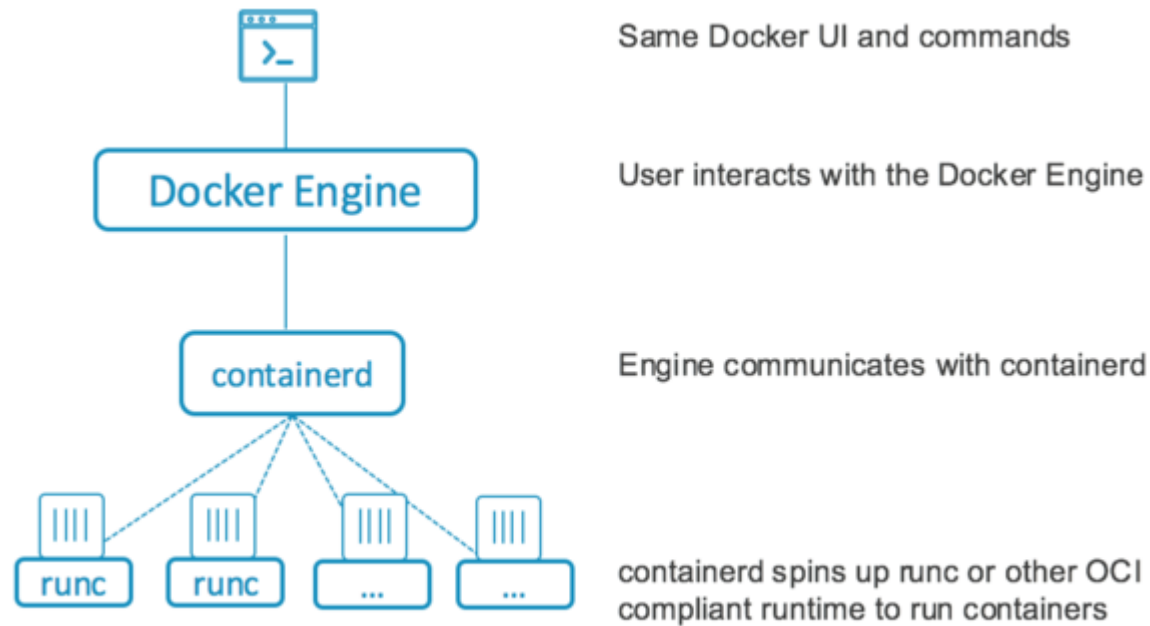 Same Docker UI and commands
Docker Engine
User interacts with the Docker Engine
containerd
Engine communicates with containerd
runc
runc
...
...
containerd spins up runc or other OCI
compliant runtime to run containers